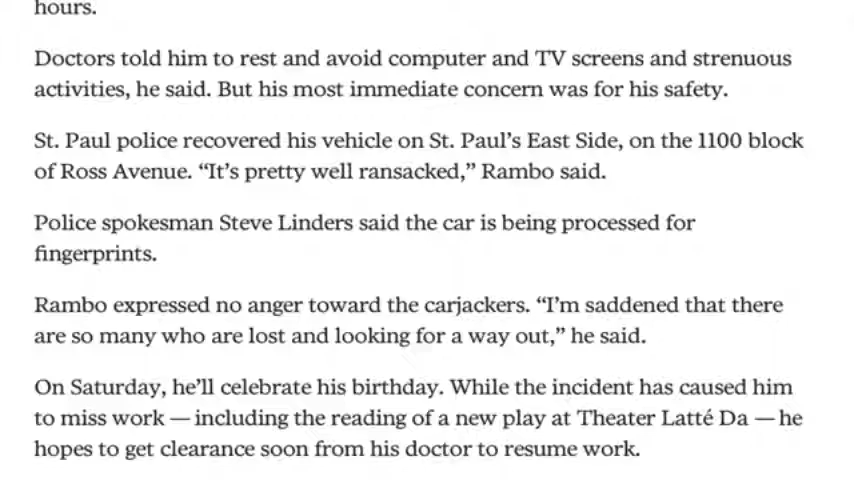 hours.
Doctors told him to rest and avoid computer and TV screens and strenuous
activities, he said. But his most immediate concern was for his safety.
St. Paul police recovered his vehicle on St. Paul’s East Side, on the 1100 block
of Ross Avenue. “It’s pretty well ransacked,” Rambo said.
Police spokesman Steve Linders said the car is being processed for
fingerprints.
Rambo expressed no anger toward the carjackers. “I’m saddened that there
are so many who are lost and looking for a way out,” he said.
On Saturday, he’ll celebrate his birthday. While the incident has caused him
to miss work — including the reading of a new play at Theater Latté Da — he
hopes to get clearance soon from his doctor to resume work.